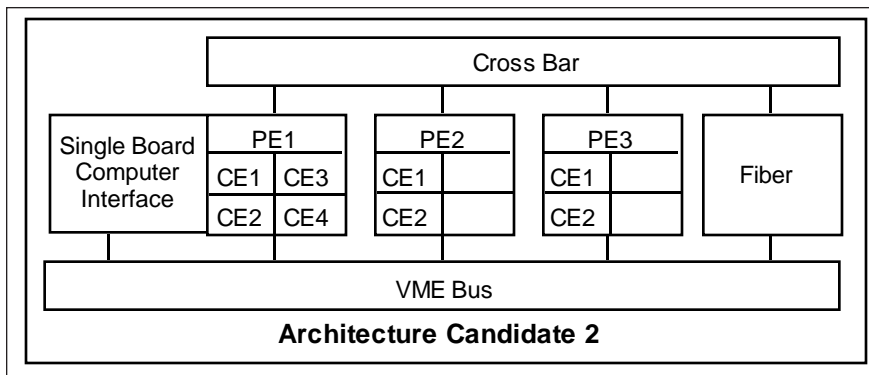 Cross Bar
Single Board
Computer
Interface
PE1
CE1 CE3
CE2 CE4
PE2
CE1
CE2
PE3
CE1
CE2
Fiber
VME Bus
Architecture Candidate 2